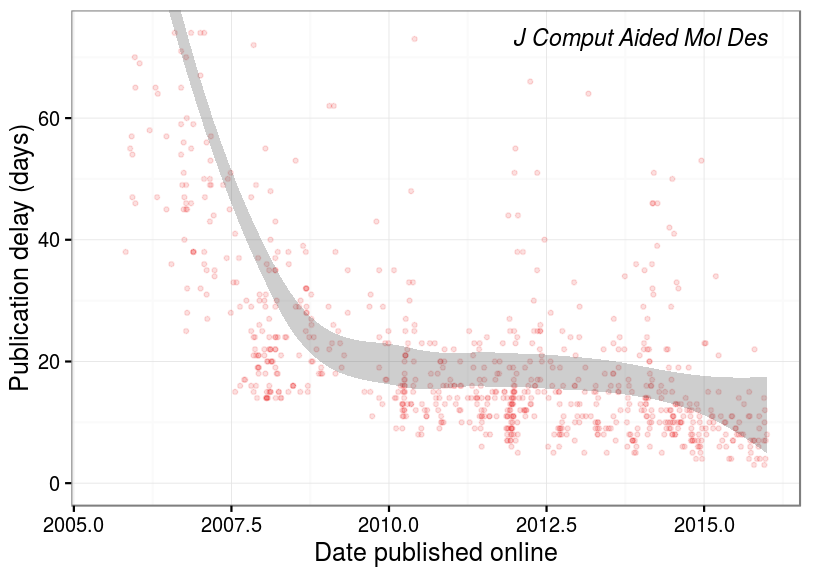 J Comput Aided Mol Des
Publication delay (days)
60
40
20
0
2005.0 2007.5 2010.0 2012.5 2015.0
Date published online